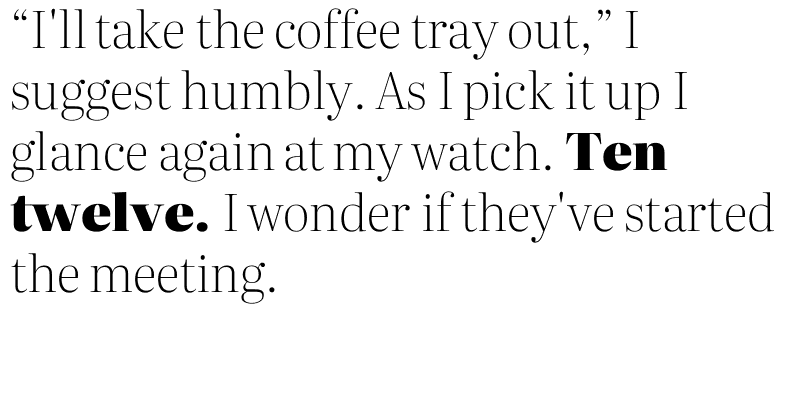 “I'll take the coffee tray out,” I
suggest humbly. As I pick it up I
glance again at my watch. Ten
twelve. I wonder if they've started
the meeting.